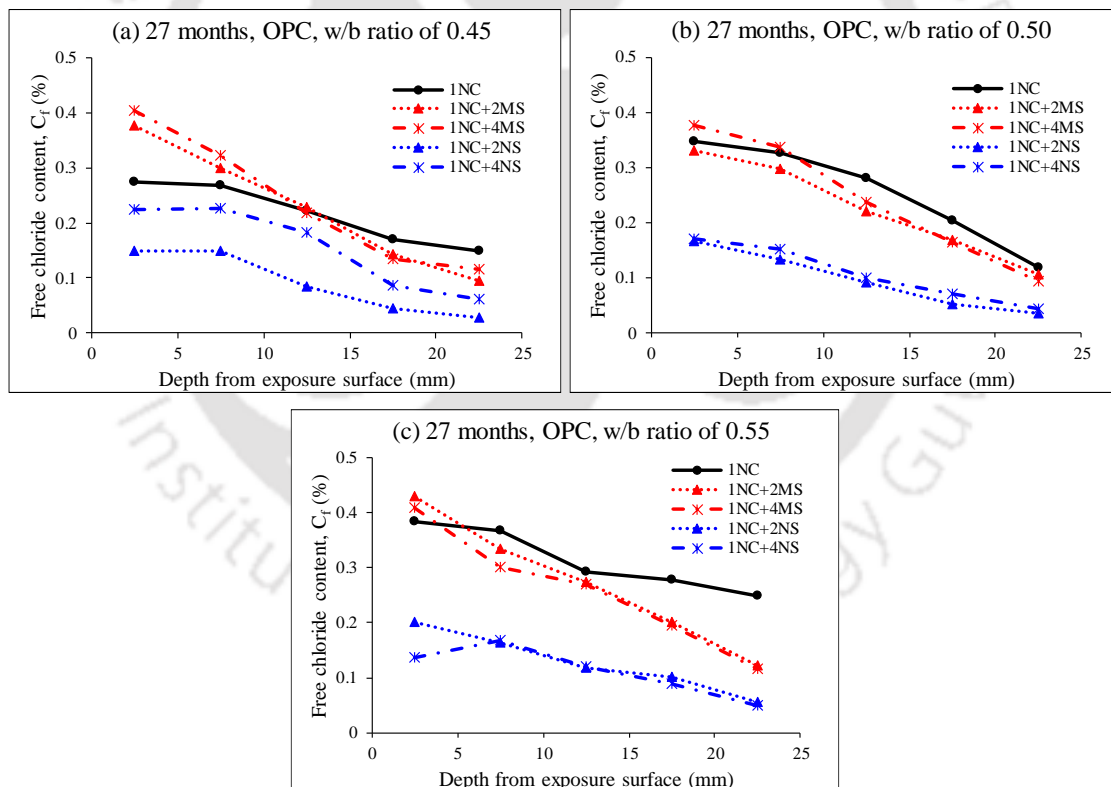 (a) 27 months, OPC, w/b ratio of 0.45
0.5
0.4
0.3
0.2
0.1
0
Free chloride content, C_f (%)
1NC
1NC+2MS
1NC+4MS
1NC+2NS
1NC+4NS
0 5 10 15 20 25
Depth from exposure surface (mm)
(b) 27 months, OPC, w/b ratio of 0.50
0.5
0.4
0.3
0.2
0.1
0
Free chloride content, C_f (%)
1NC
1NC+2MS
1NC+4MS
1NC+2NS
1NC+4NS
0 5 10 15 20 25
Depth from exposure surface (mm)
(c) 27 months, OPC, w/b ratio of 0.55
0.5
0.4
0.3
0.2
0.1
0
Free chloride content, C_f (%)
1NC
1NC+2MS
1NC+4MS
1NC+2NS
1NC+4NS
0 5 10 15 20 25
Depth from exposure surface (mm)